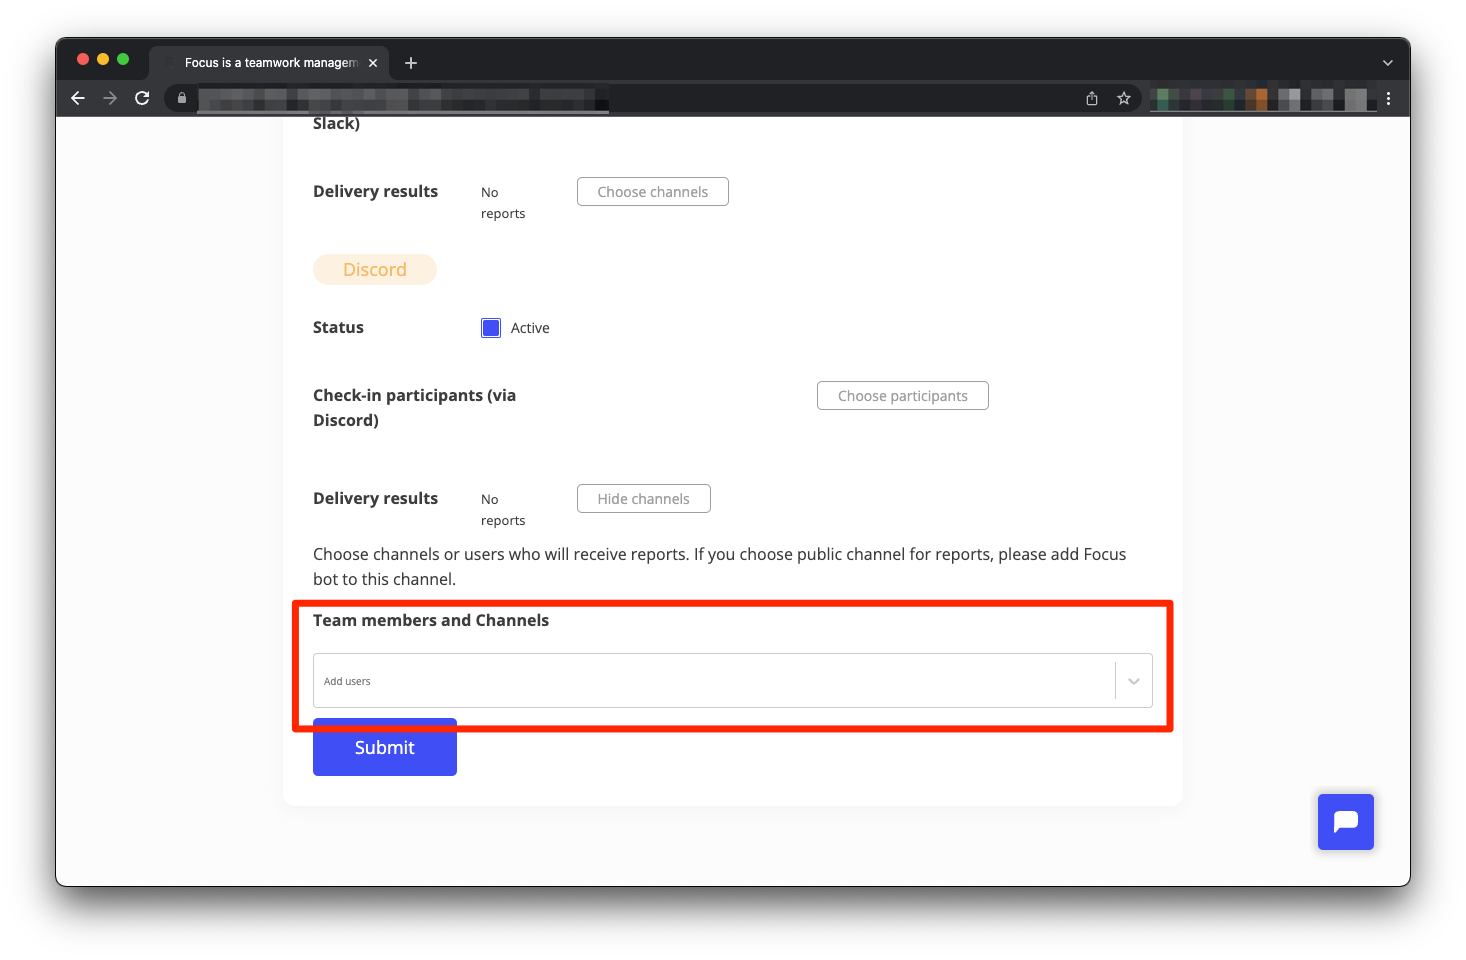 Focus is a teamwork managem
Slack)
Delivery results
No
reports
Choose channels
Discord
Status
Active
Check-in participants (via
Discord)
Choose participants
Delivery results
No
reports
Hide channels
Choose channels or users who will receive reports. If you choose public channel for reports, please add Focus
bot to this channel.
Team members and Channels
Add users
Submit